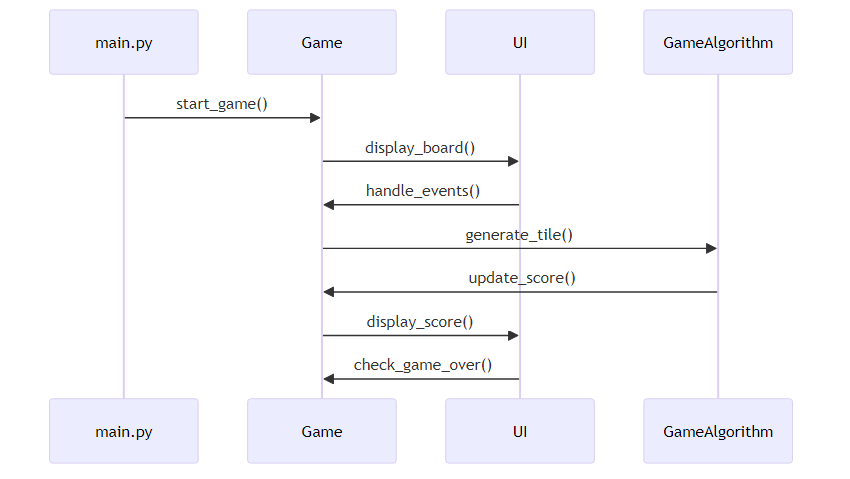 main.py
Game
UI
GameAlgorithm
start_game()
display_board()
handle_events()
generate_tile()
update_score()
display_score()
check_game_over()
main.py
Game
UI
GameAlgorithm